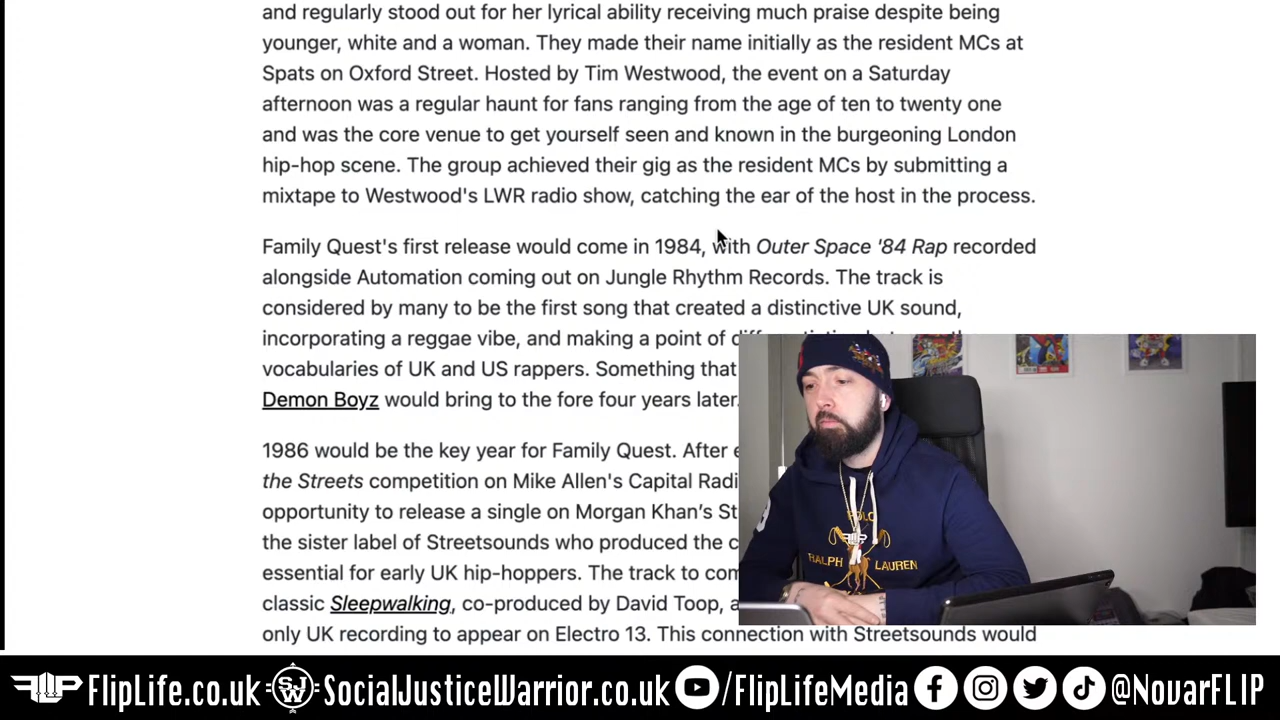 and regularly stood out for her lyrical ability receiving much praise despite being
younger, white and a woman. They made their name initially as the resident MCs at
Spats on Oxford Street. Hosted by Tim Westwood, the event on a Saturday
afternoon was a regular haunt for fans ranging from the age of ten to twenty one
and was the core venue to get yourself seen and known in the burgeoning London
hip-hop scene. The group achieved their gig as the resident MCs by submitting a
mixtape to Westwood's LWR radio show, catching the ear of the host in the process.
Family Quest's first release would come in 1984, with Outer Space '84 Rap recorded
alongside Automation coming out on Jungle Rhythm Records. The track is
considered by many to be the first song that created a distinctive UK sound,
incorporating a reggae vibe, and making a point of
vocabularies of UK and US rappers. Something that
Demon Boyz would bring to the fore four years later.
1986 would be the key year for Family Quest. After
the Streets competition on Mike Allen's Capital
opportunity to release a single on Morgan Khan's
the sister label of Streetsounds who produced the
essential for early UK hip-hoppers. The track to
classic Sleepwalking, co-produced by David Toop,
only UK recording to appear on Electro 13. This connection with Streetsounds would
POLO
FLIP
RALPH LAUREN
FLIP FlipLife.co.uk SJW SocialJusticeWarrior.co.uk /FlipLifeMedia @NovarFLIP